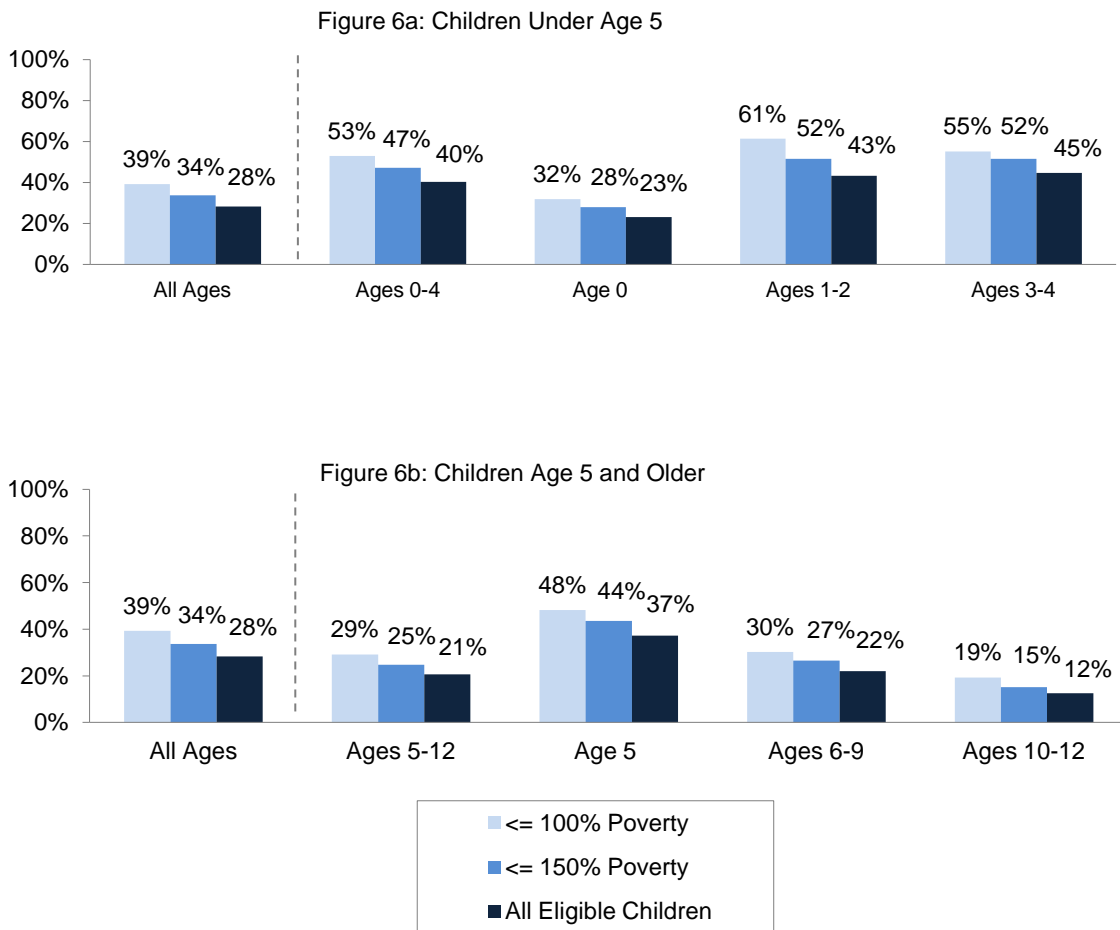 Figure 6a: Children Under Age 5
100%
80%
60%
40%
20%
0%
39% 34% 28%
53% 47% 40%
32% 28% 23%
61% 52% 43%
55% 52% 45%
All Ages Ages 0-4 Age 0 Ages 1-2 Ages 3-4
Figure 6b: Children Age 5 and Older
100%
80%
60%
40%
20%
0%
39% 34% 28%
29% 25% 21%
48% 44% 37%
30% 27% 22%
19% 15% 12%
All Ages Ages 5-12 Age 5 Ages 6-9 Ages 10-12
<= 100% Poverty
<= 150% Poverty
All Eligible Children